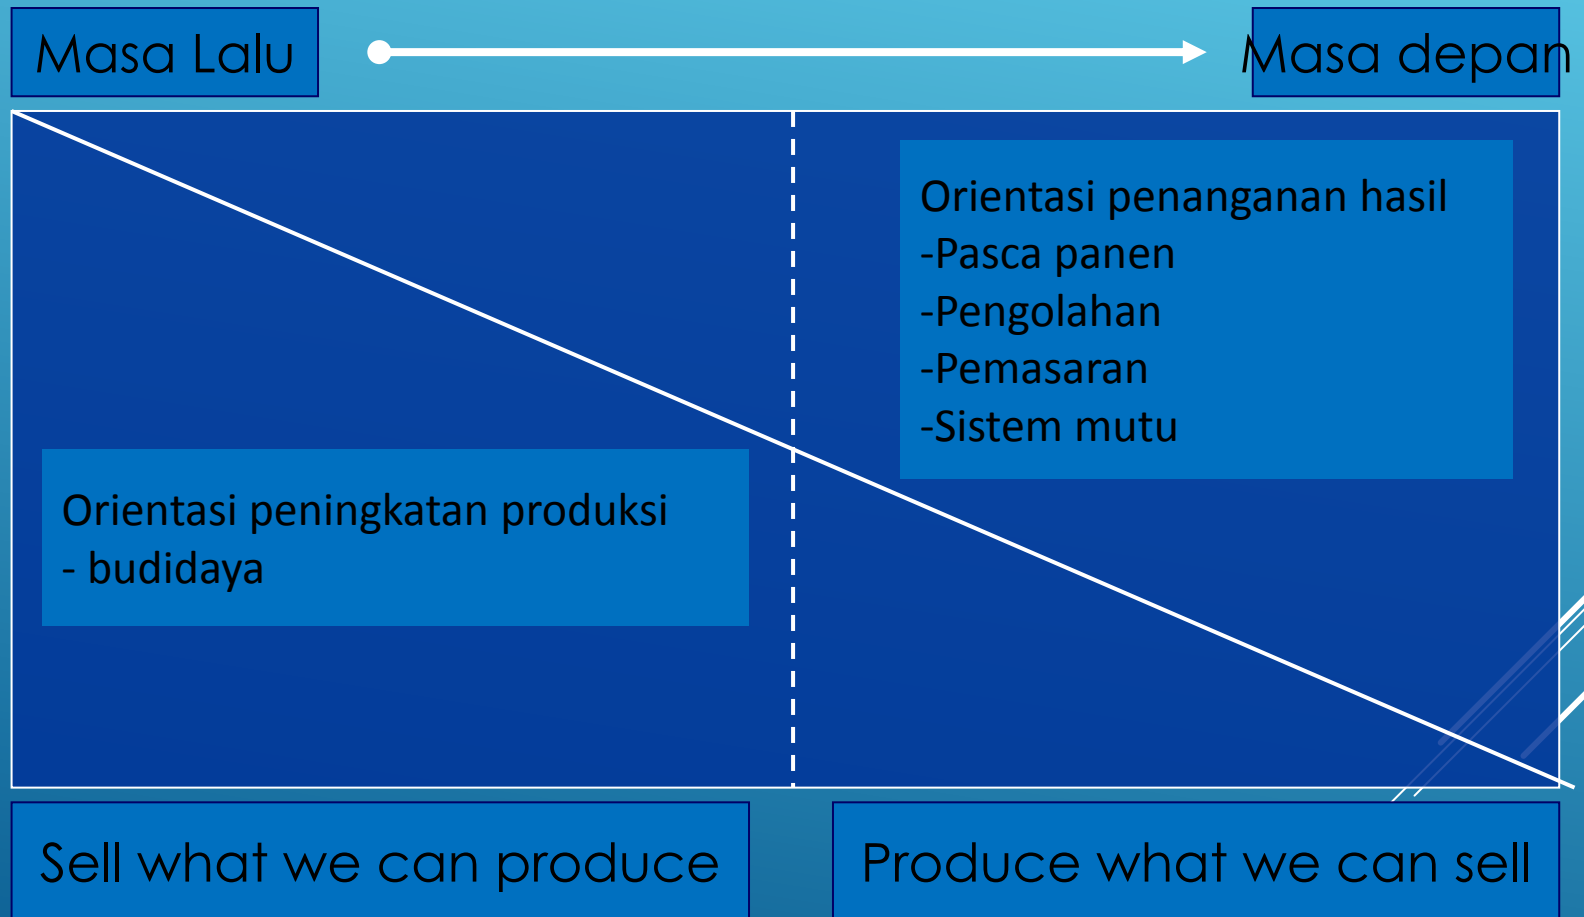 Masa Lalu
Masa depan
Orientasi penanganan hasil
-Pasca panen
-Pengolahan
-Pemasaran
-Sistem mutu
Orientasi peningkatan produksi
- budidaya
Sell what we can produce
Produce what we can sell